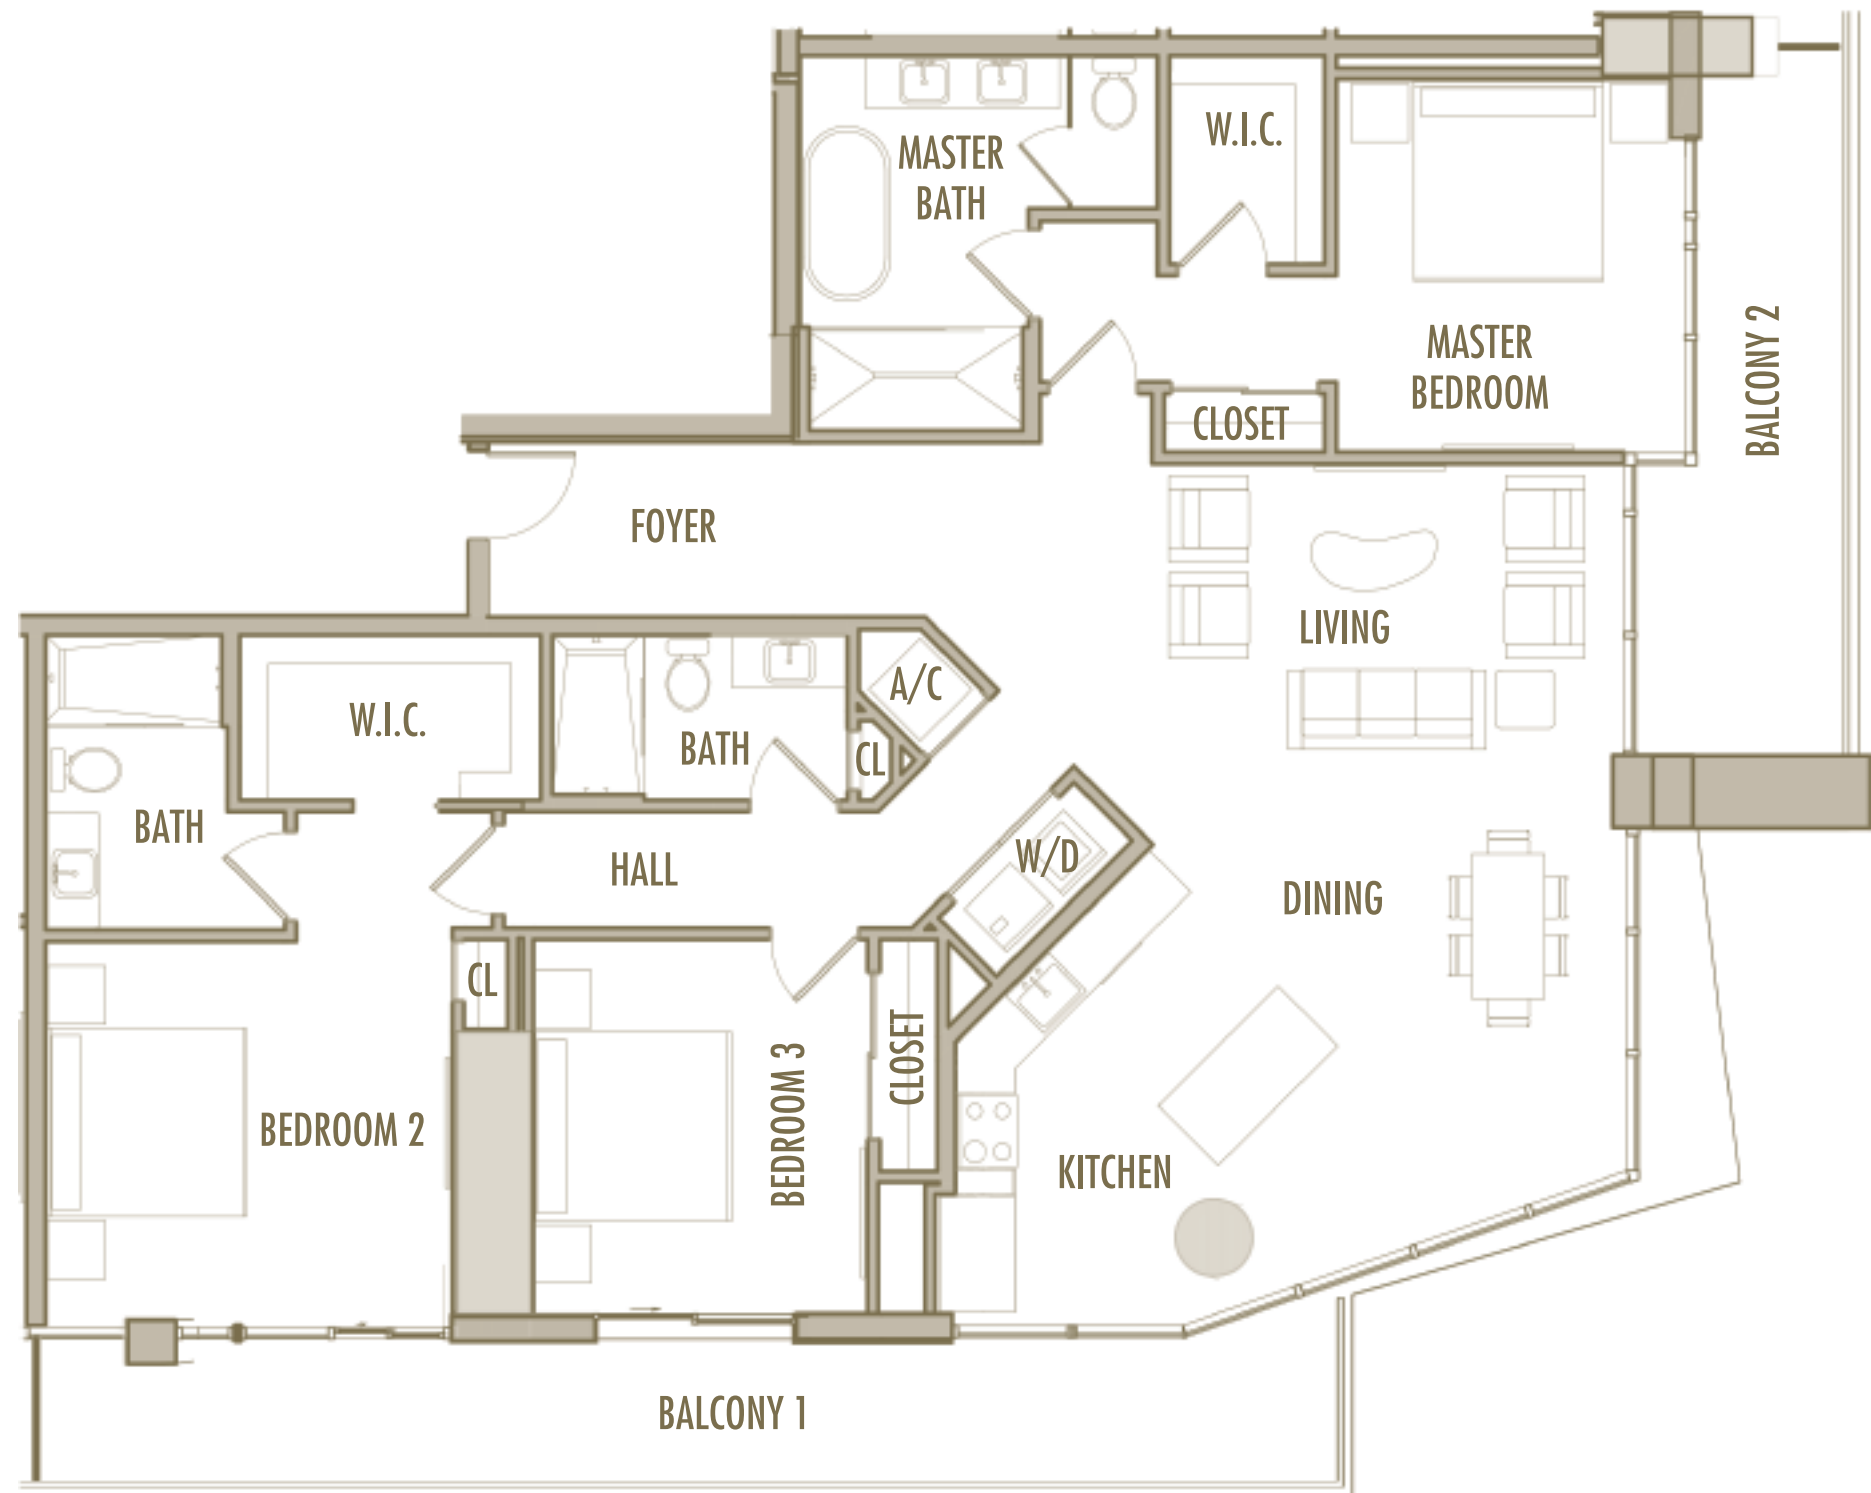 MASTER
BATH
W.I.C.
MASTER
BEDROOM
BALCONY 2
CLOSET
FOYER
LIVING
A/C
W.I.C.
BATH
CL
BATH
HALL
W/D
DINING
CL
CLOSET
BEDROOM 2
BEDROOM 3
KITCHEN
BALCONY 1